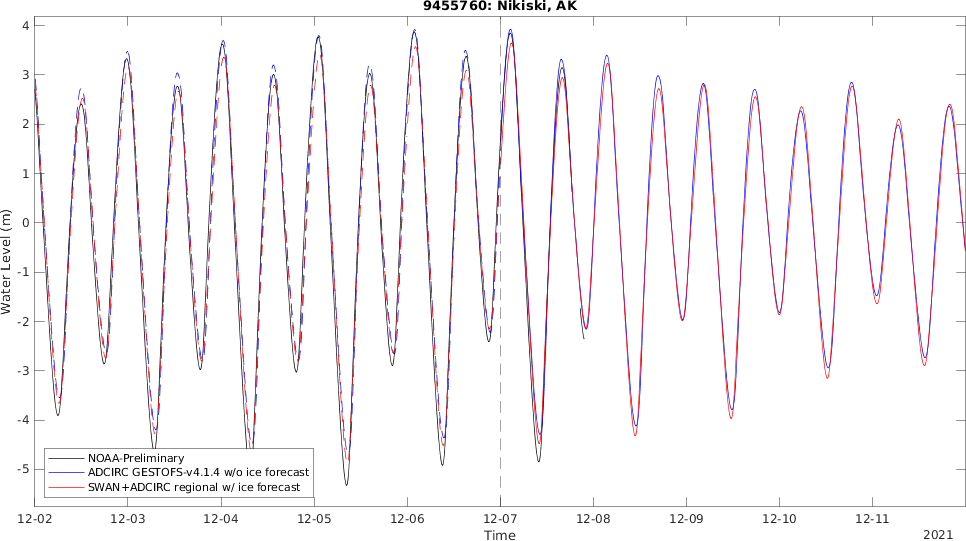 9455760: Nikiski, AK
4
3
2
1
0
-1
-2
-3
-4
-5
Water Level (m)
NOAA-Preliminary
ADCIRC GESTOFS-v4.1.4 w/o ice forecast
SWAN+ADCIRC regional w/ ice forecast
12-02 12-03 12-04 12-05 12-06 12-07 12-08 12-09 12-10 12-11
Time
2021